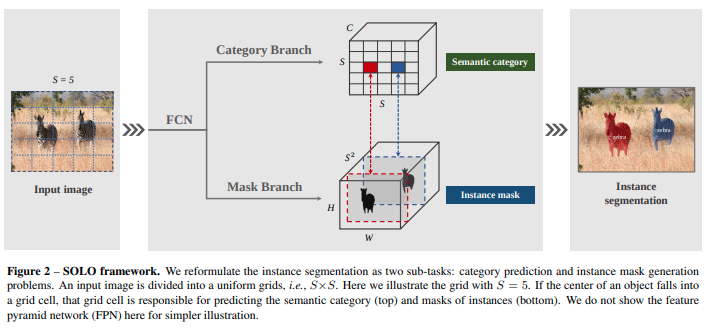 S = 5
Input image
FCN
Category Branch
Mask Branch
C
S
S
Semantic category
S²
H
W
Instance mask
zebra
zebra
Instance
segmentation
Figure 2 – SOLO framework. We reformulate the instance segmentation as two sub-tasks: category prediction and instance mask generation
problems. An input image is divided into a uniform grids, i.e., S×S. Here we illustrate the grid with S = 5. If the center of an object falls into
a grid cell, that grid cell is responsible for predicting the semantic category (top) and masks of instances (bottom). We do not show the feature
pyramid network (FPN) here for simpler illustration.